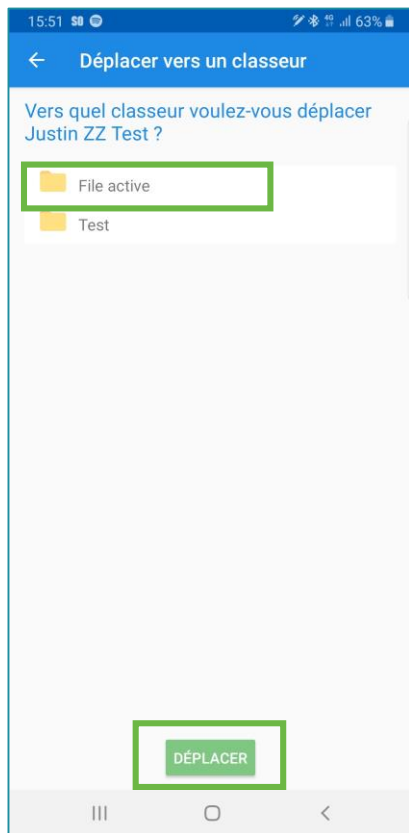 15:51 63%
Déplacer vers un classeur
Vers quel classeur voulez-vous déplacer
Justin ZZ Test ?
File active
Test
DÉPLACER